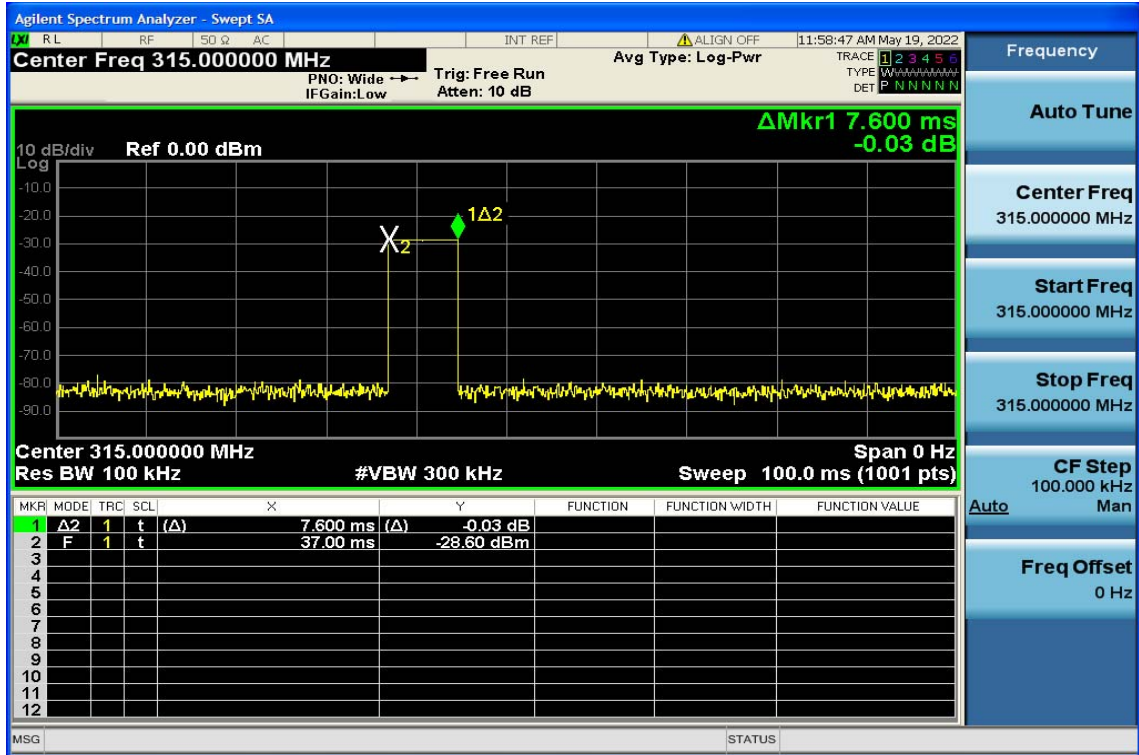 Agilent Spectrum Analyzer - Swept SA
LXI RL RF 50 Ω AC INT REF ALIGN OFF 11:58:47 AM May 19, 2022
Center Freq 315.000000 MHz
PNO: Wide
IFGain:Low
Trig: Free Run
Atten: 10 dB
Avg Type: Log-Pwr
TRACE 1 2 3 4 5 6
TYPE WWWWWW
DET P N N N N N
ΔMkr1 7.600 ms
-0.03 dB
10 dB/div Ref 0.00 dBm
Log
-10.0
-20.0
-30.0
-40.0
-50.0
-60.0
-70.0
-80.0
-90.0
1Δ2
X2
Center 315.000000 MHz Span 0 Hz
Res BW 100 kHz #VBW 300 kHz Sweep 100.0 ms (1001 pts)
MKR MODE TRC SCL X Y FUNCTION FUNCTION WIDTH FUNCTION VALUE
1 Δ2 1 t (Δ) 7.600 ms (Δ) -0.03 dB
2 F 1 t 37.00 ms -28.60 dBm
3
4
5
6
7
8
9
10
11
12
MSG STATUS
Frequency
Auto Tune
Center Freq
315.000000 MHz
Start Freq
315.000000 MHz
Stop Freq
315.000000 MHz
CF Step
100.000 kHz
Auto Man
Freq Offset
0 Hz